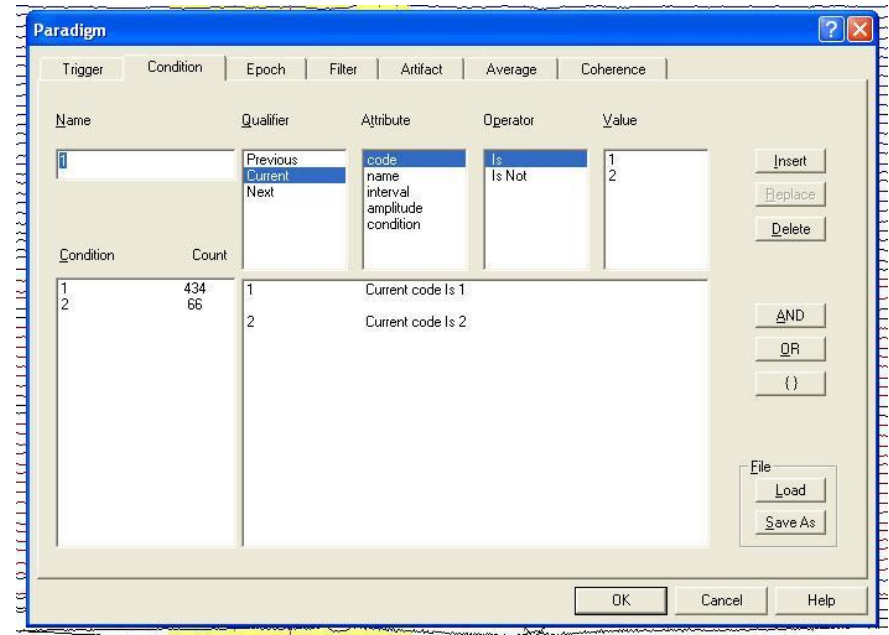 Paradigm
Trigger Condition Epoch Filter Artifact Average Coherence
Name Qualifier Attribute Operator Value
1 Previous code Is 1 Insert
Current name Is Not 2
Next interval Replace
amplitude
condition Delete
Condition Count
1 434 1 Current code Is 1
2 66
2 Current code Is 2 AND
OR
{}
File
Load
Save As
OK Cancel Help